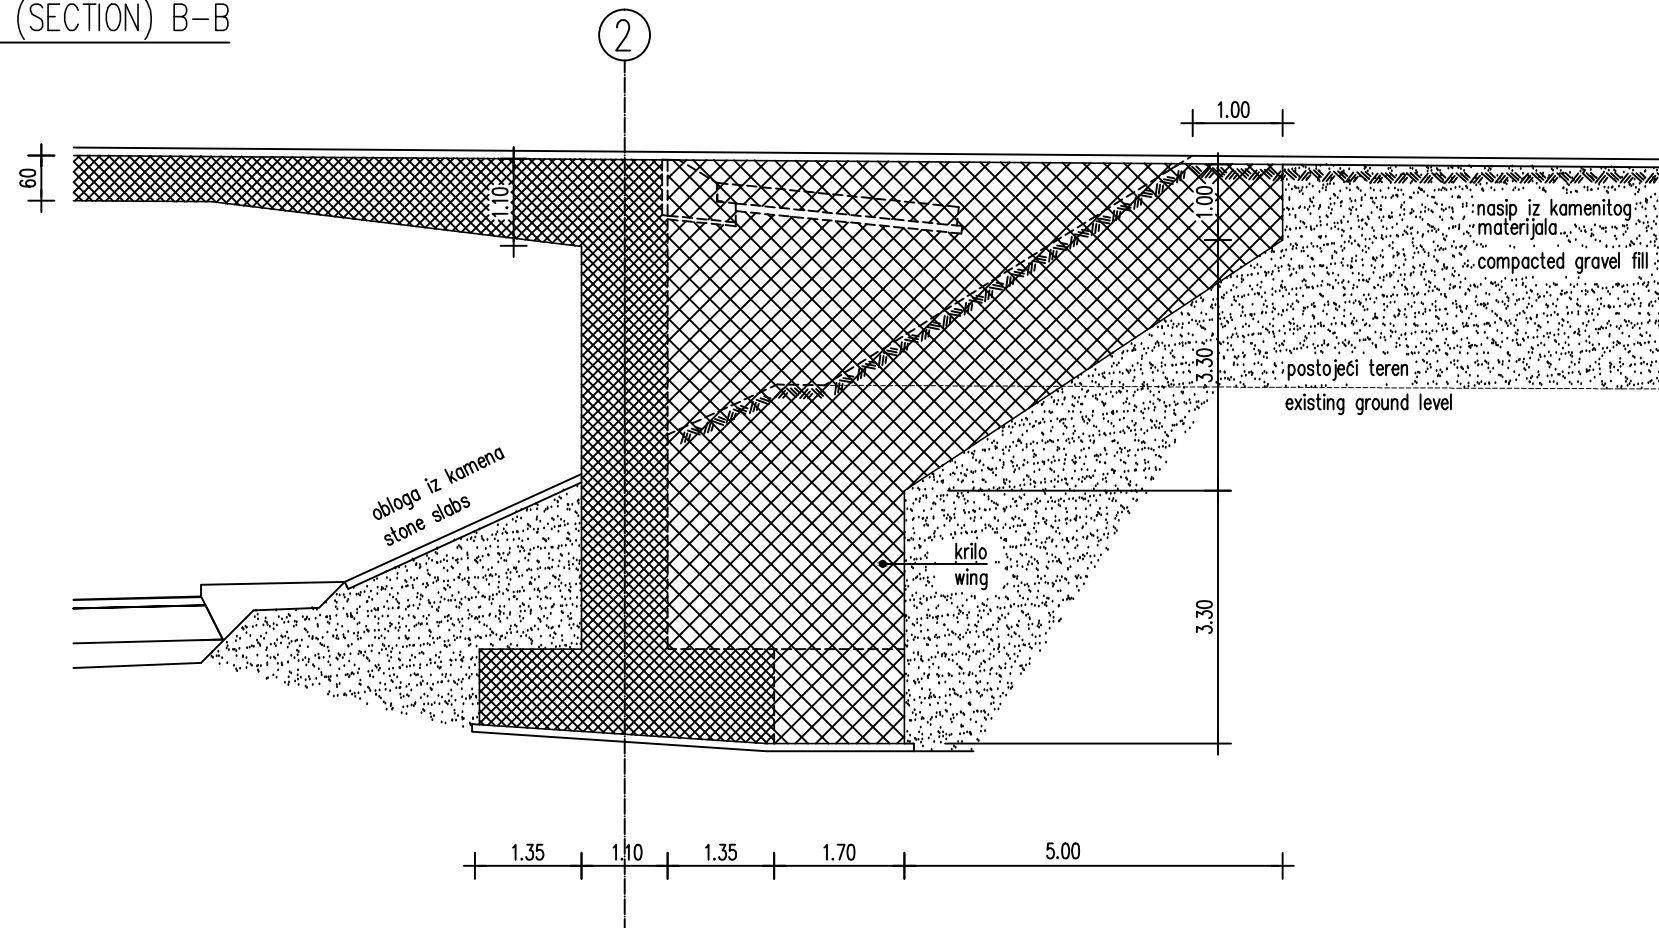 (SECTION) B-B
2
1.00
60
1.10
1.00
nasip iz kamenitog
materijala
compacted gravel fill
3.30
postojeći teren
existing ground level
obloga iz kamena
stone slabs
krilo
wing
3.30
1.35
1.10
1.35
1.70
5.00